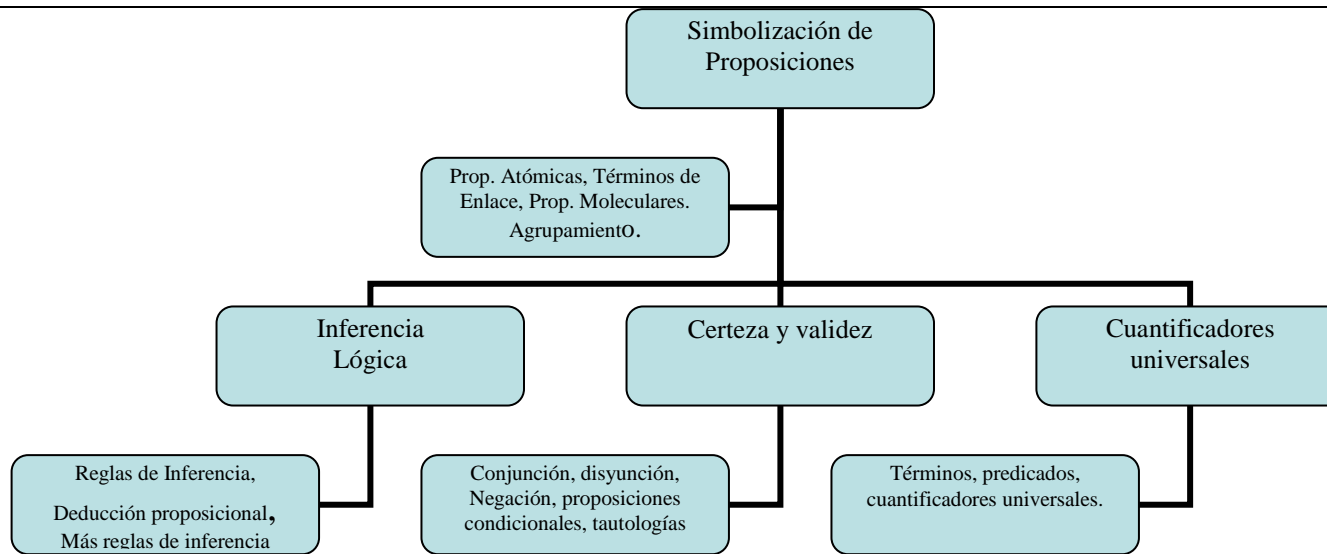 Simbolización de
Proposiciones
Prop. Atómicas, Términos de
Enlace, Prop. Moleculares.
Agrupamiento.
Inferencia
Lógica
Certeza y validez
Cuantificadores
universales
Reglas de Inferencia,
Deducción proposicional,
Más reglas de inferencia
Conjunción, disyunción,
Negación, proposiciones
condicionales, tautologías
Términos, predicados,
cuantificadores universales.